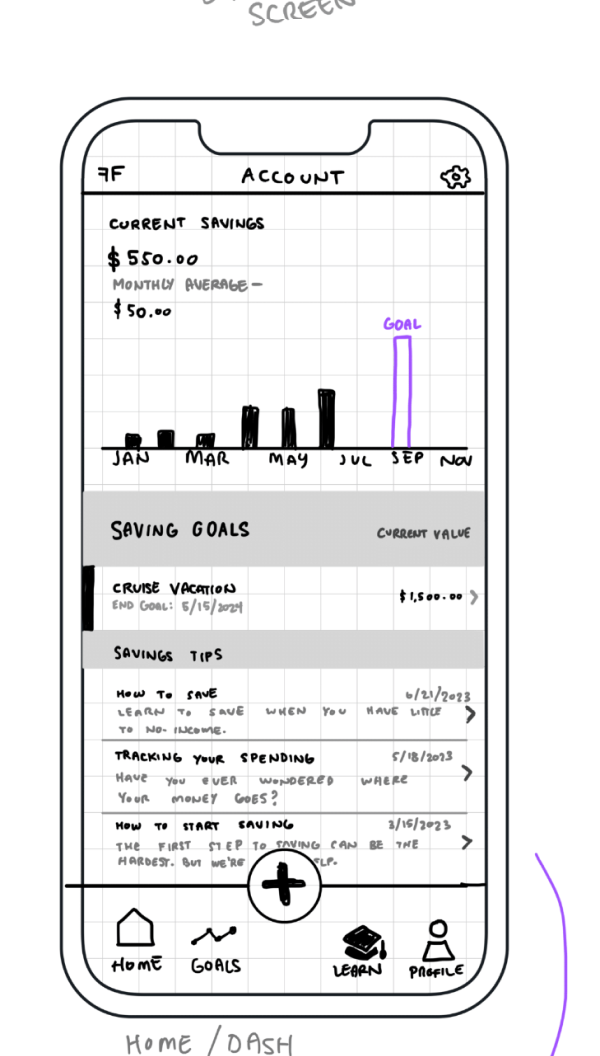 SCREEN
FF
ACCOUNT
CURRENT SAVINGS
$550.00
MONTHLY AVERAGE –
$50.00
GOAL
JAN MAR MAY JUL SEP NOV
SAVING GOALS
CURRENT VALUE
CRUISE VACATION
END GOAL: 5/15/2024
$1,500.00
SAVINGS TIPS
HOW TO SAVE
6/21/2023
LEARN TO SAVE WHEN YOU HAVE LITTLE
TO NO- INCOME.
TRACKING YOUR SPENDING
5/18/2023
HAVE YOU EVER WONDERED WHERE
YOUR MONEY GOES?
HOW TO START SAVING
3/15/2023
THE FIRST STEP TO SAVING CAN BE THE
HARDEST. BUT WE'RE
HOME GOALS LEARN PROFILE
HOME / DASH